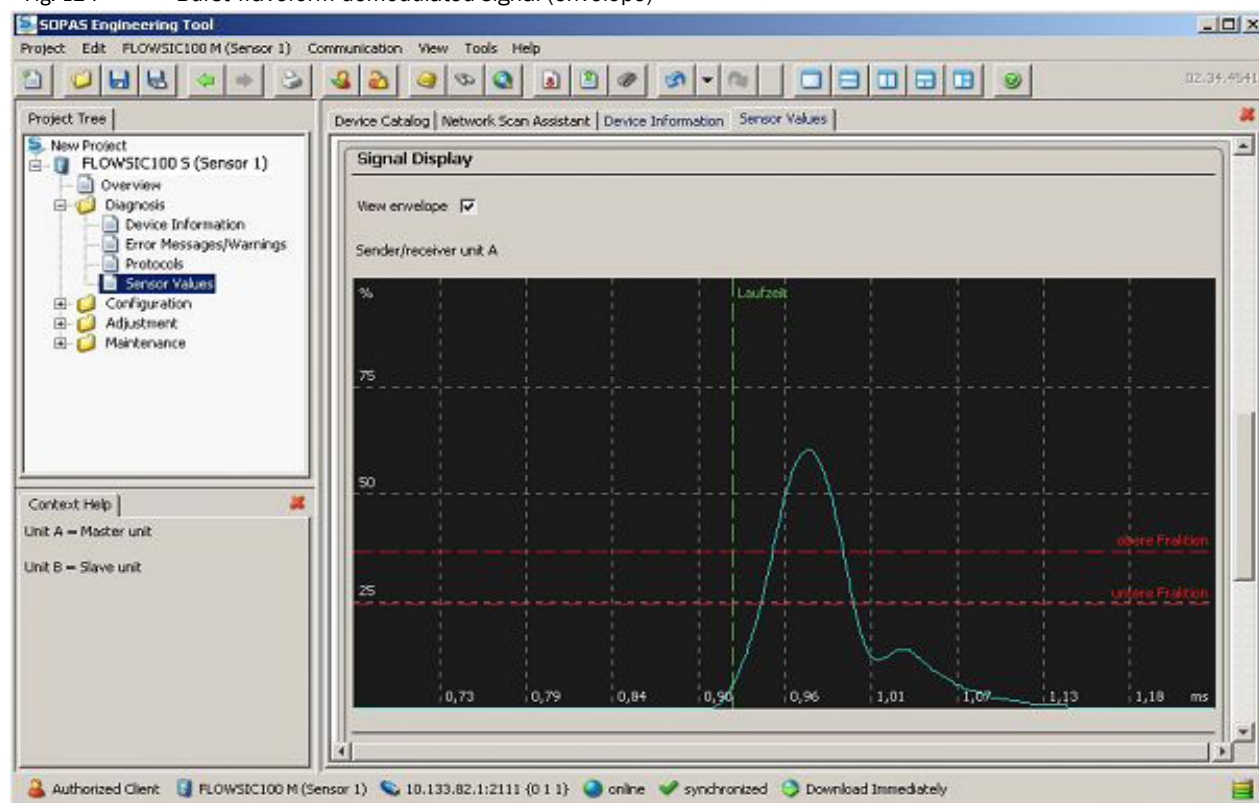 SOPAS Engineering Tool
Project Edit FLOWSIC100 M (Sensor 1) Communication View Tools Help
02.34.4541
Project Tree
New Project
FLOWSIC100 S (Sensor 1)
Overview
Diagnosis
Device Information
Error Messages/Warnings
Protocols
Sensor Values
Configuration
Adjustment
Maintenance
Context Help
Unit A = Master unit
Unit B = Slave unit
Device Catalog Network Scan Assistant Device Information Sensor Values
Signal Display
View envelope
Sender/receiver unit A
%
Laufzeit
75
50
obere Fraktion
25
untere Fraktion
0,73 0,79 0,84 0,90 0,96 1,01 1,07 1,13 1,18 ms
Authorized Client FLOWSIC100 M (Sensor 1) 10.133.82.1:2111 {0 1 1} online synchronized Download Immediately